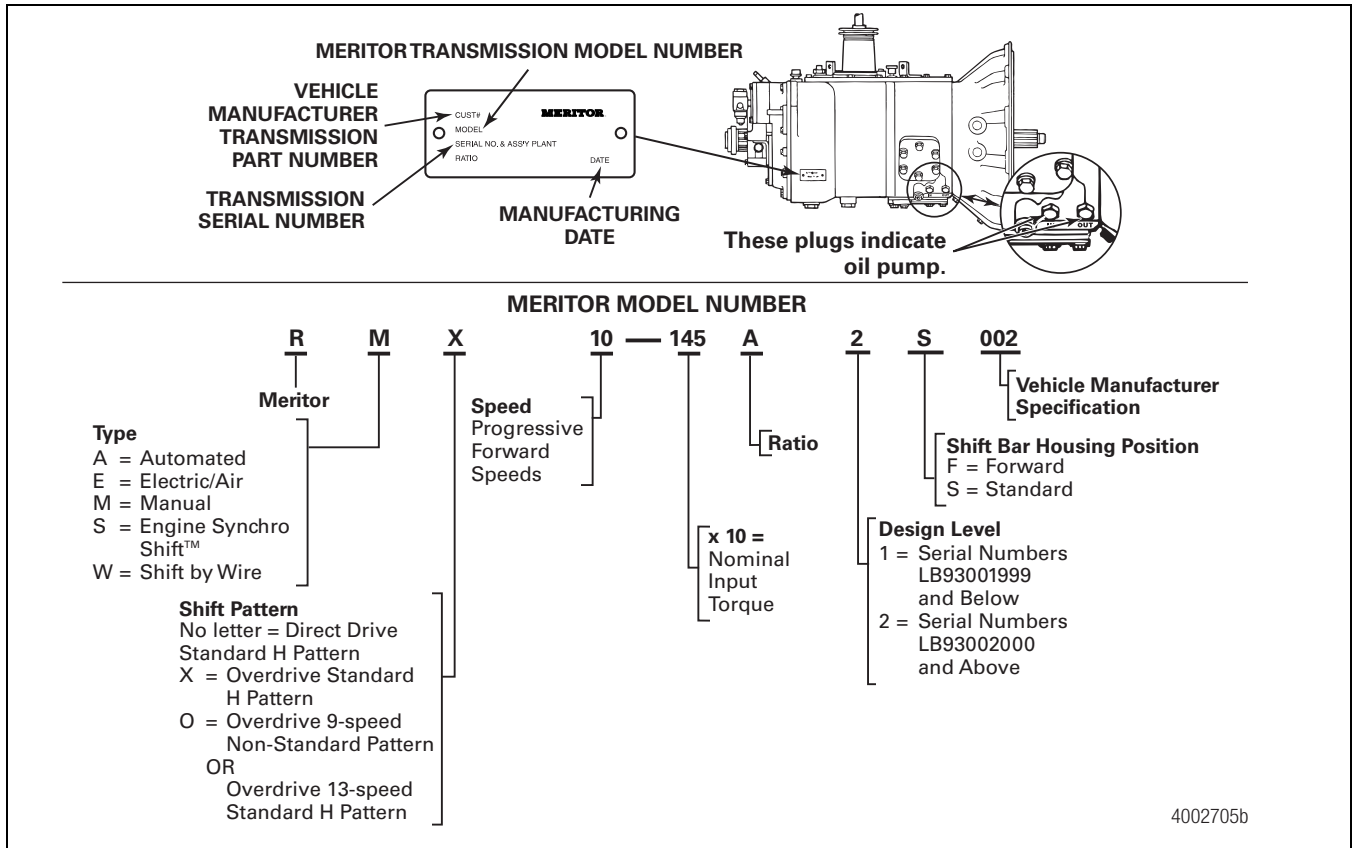 MERITOR TRANSMISSION MODEL NUMBER
VEHICLE
MANUFACTURER
TRANSMISSION
PART NUMBER
TRANSMISSION
SERIAL NUMBER
CUST#
MERITOR
MODEL
SERIAL NO. & ASS'Y PLANT
RATIO
DATE
MANUFACTURING
DATE
OUT
These plugs indicate
oil pump.
MERITOR MODEL NUMBER
R M X 10 — 145 A 2 S 002
Meritor
Type
A = Automated
E = Electric/Air
M = Manual
S = Engine Synchro
Shift™
W = Shift by Wire
Shift Pattern
No letter = Direct Drive
Standard H Pattern
X = Overdrive Standard
H Pattern
O = Overdrive 9-speed
Non-Standard Pattern
OR
Overdrive 13-speed
Standard H Pattern
Speed
Progressive
Forward
Speeds
x 10 =
Nominal
Input
Torque
Ratio
Design Level
1 = Serial Numbers
LB93001999
and Below
2 = Serial Numbers
LB93002000
and Above
Shift Bar Housing Position
F = Forward
S = Standard
Vehicle Manufacturer
Specification
4002705b